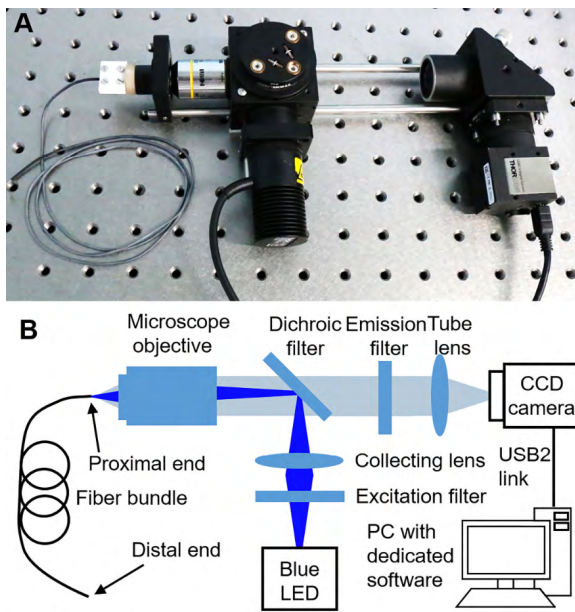 A
THOR
B
Microscope
objective
Dichroic
filter
Emission
filter
Tube
lens
CCD
camera
Proximal end
Fiber bundle
Distal end
Collecting lens
Excitation filter
Blue
LED
USB2
link
PC with
dedicated
software